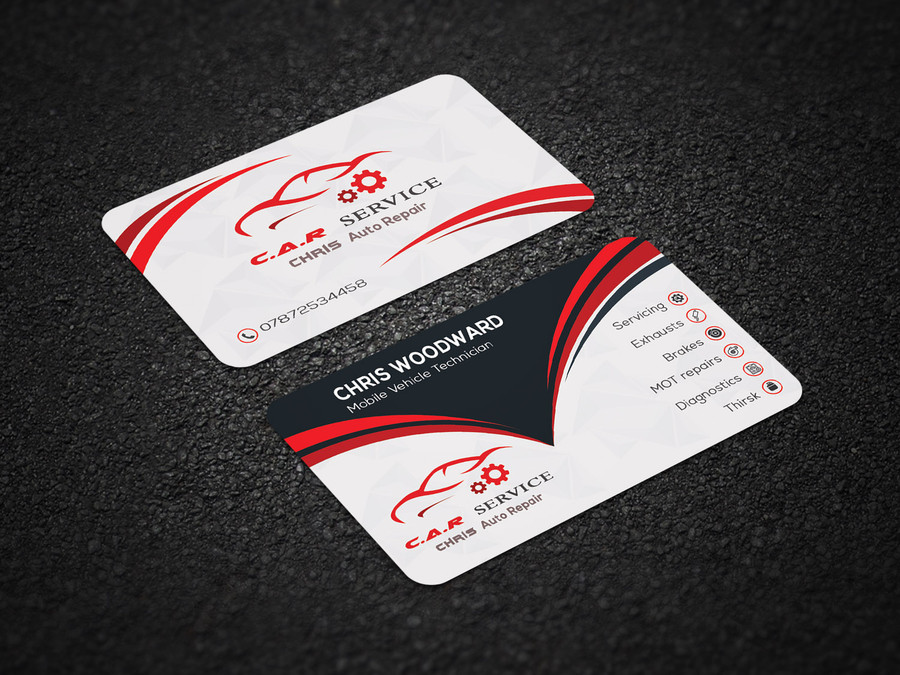 C.A.R SERVICE
CHRIS Auto Repair
07872534458
CHRIS WOODWARD
Mobile Vehicle Technician
Servicing
Exhausts
Brakes
MOT repairs
Diagnostics
Thirsk
C.A.R SERVICE
CHRIS Auto Repair